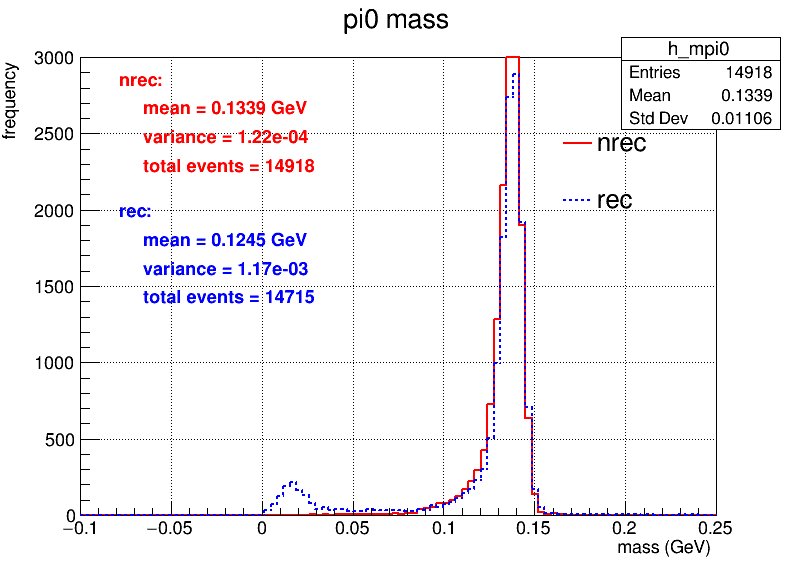 pi0 mass
h_mpi0
Entries 14918
Mean 0.1339
Std Dev 0.01106
frequency
3000
2500
2000
1500
1000
500
0
nrec:
mean = 0.1339 GeV
variance = 1.22e-04
total events = 14918
rec:
mean = 0.1245 GeV
variance = 1.17e-03
total events = 14715
nrec
rec
−0.1 −0.05 0 0.05 0.1 0.15 0.2 0.25
mass (GeV)